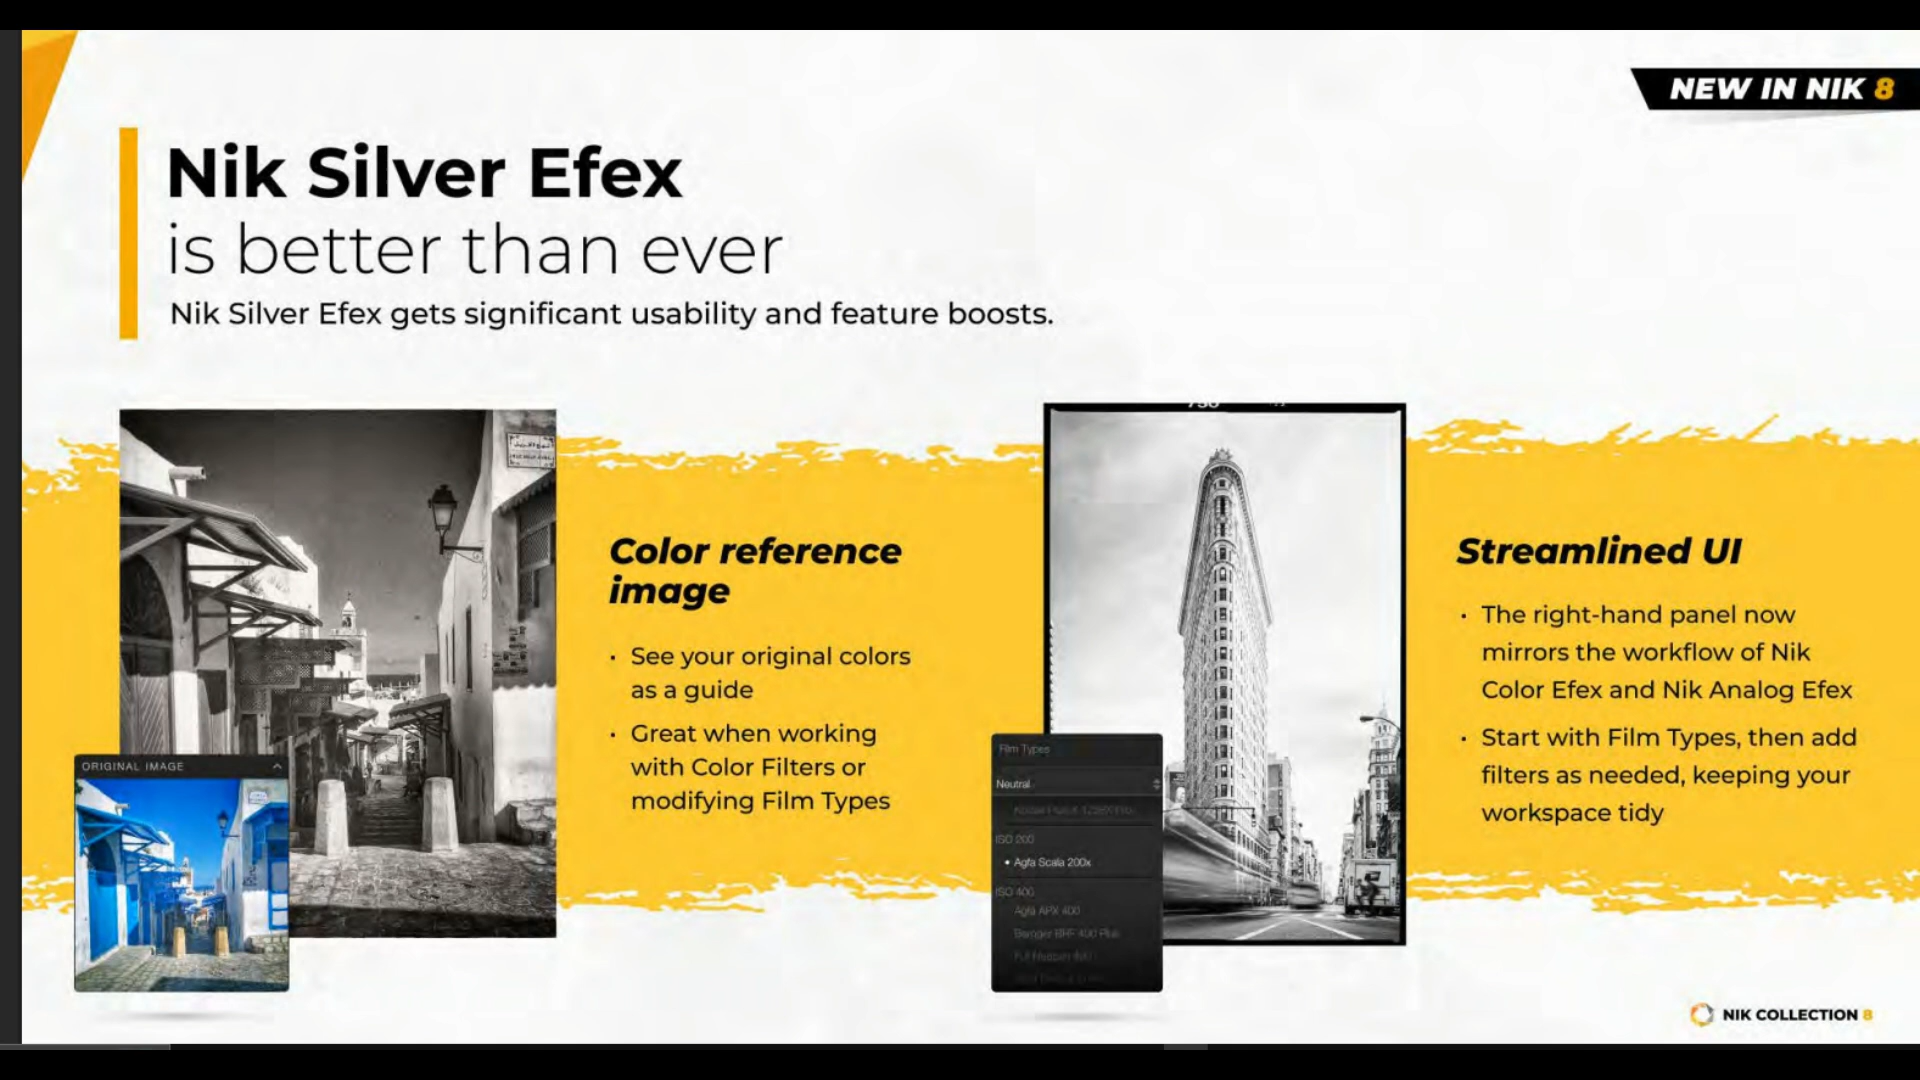 NEW IN NIK 8
Nik Silver Efex
is better than ever
Nik Silver Efex gets significant usability and feature boosts.
Color reference
image
· See your original colors
as a guide
· Great when working
with Color Filters or
modifying Film Types
ORIGINAL IMAGE
Streamlined UI
· The right-hand panel now
mirrors the workflow of Nik
Color Efex and Nik Analog Efex
· Start with Film Types, then add
filters as needed, keeping your
workspace tidy
Film Types
Neutral
ISO 200
• Agfa Scala 200x
ISO 400
Agfa APX 400
NIK COLLECTION 8